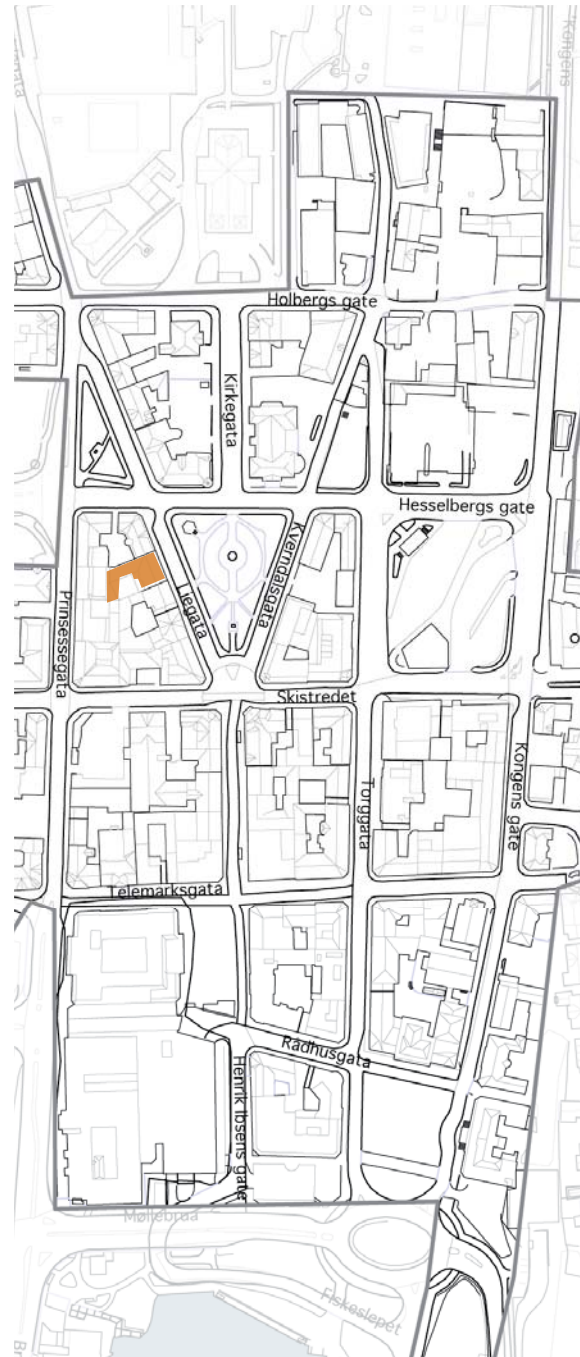 Kongens
Holbergs gate
Kirkegata
Hesselbergs gate
Kverndalsgata
Liegata
Prinsessegata
Skistredet
Torggata
Kongens gate
Telemarksgata
Rådhusgata
Henrik Ibsens gate
Møllebrua
Fiskeslepet